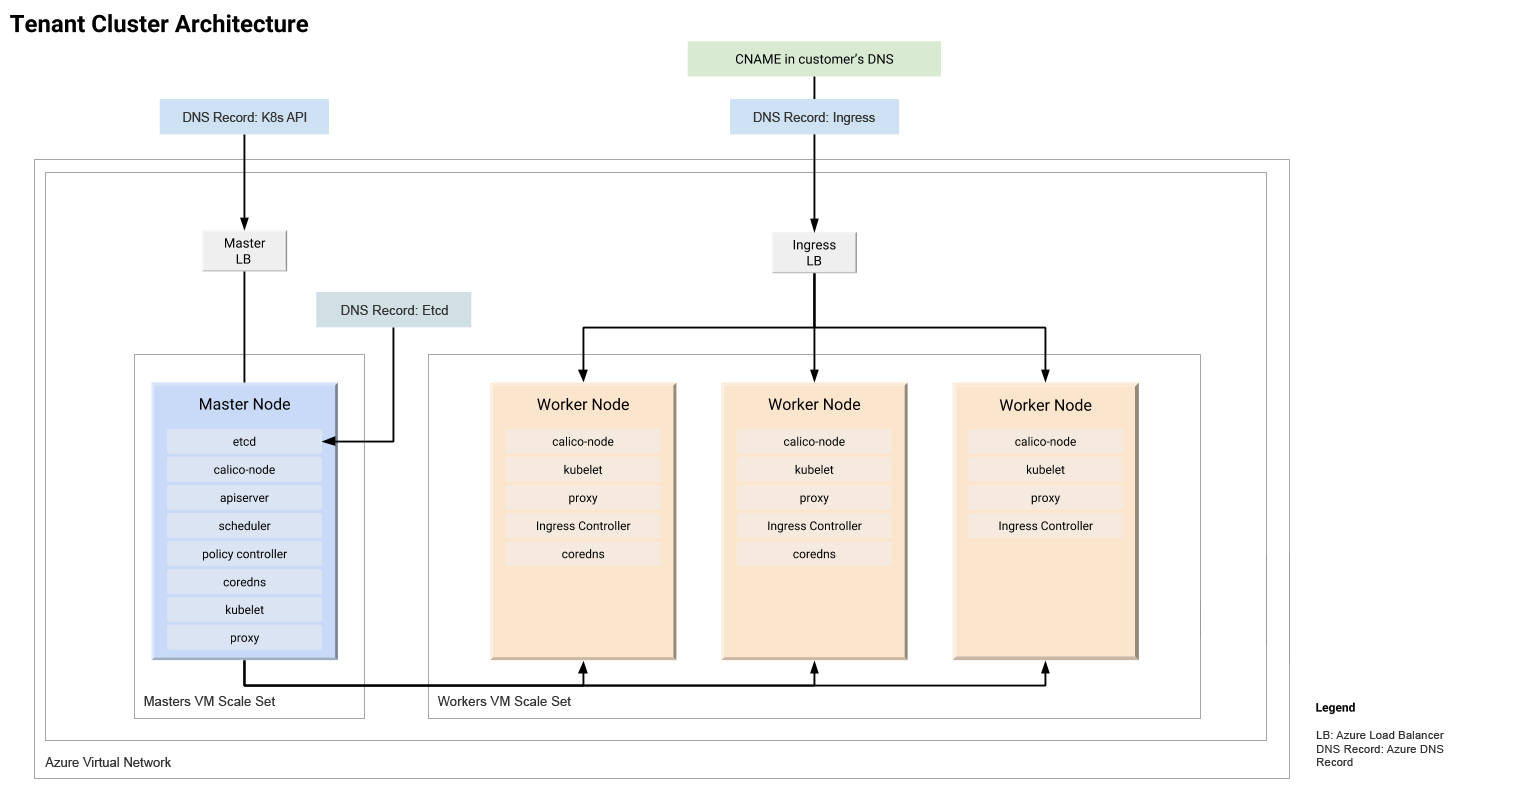 Tenant Cluster Architecture
CNAME in customer's DNS
DNS Record: K8s API
DNS Record: Ingress
Master
LB
Ingress
LB
DNS Record: Etcd
Master Node
etcd
calico-node
apiserver
scheduler
policy controller
coredns
kubelet
proxy
Masters VM Scale Set
Worker Node
calico-node
kubelet
proxy
Ingress Controller
coredns
Worker Node
calico-node
kubelet
proxy
Ingress Controller
coredns
Worker Node
calico-node
kubelet
proxy
Ingress Controller
Workers VM Scale Set
Azure Virtual Network
Legend
LB: Azure Load Balancer
DNS Record: Azure DNS
Record